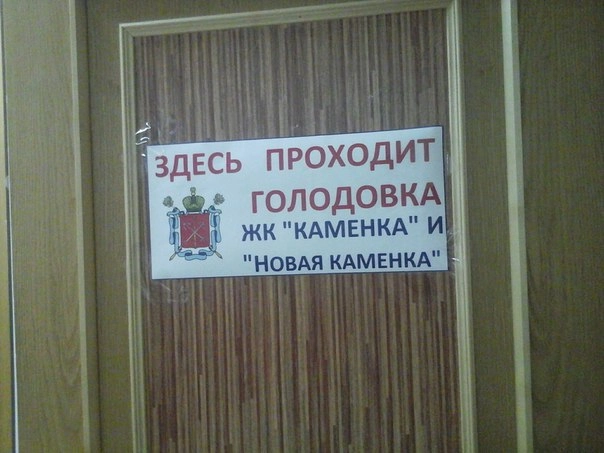 ЗДЕСЬ ПРОХОДИТ
ГОЛОДОВКА
ЖК "КАМЕНКА" И
"НОВАЯ КАМЕНКА"